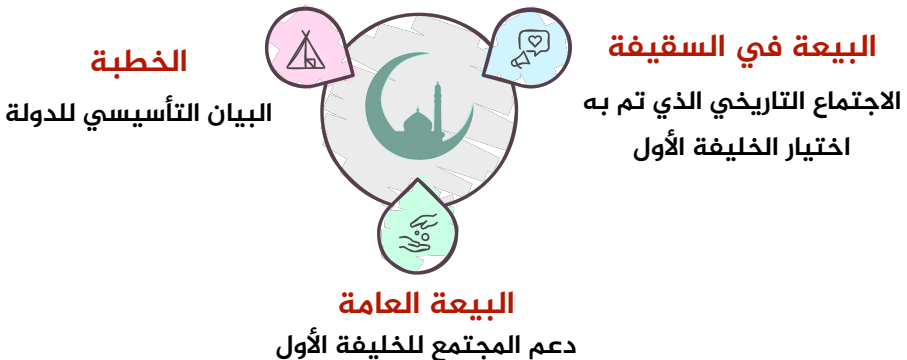 البيعة في السقيفة
الاجتماع التاريخي الذي تم به
اختيار الخليفة الأول
الخطبة
البيان التأسيسي للدولة
البيعة العامة
دعم المجتمع للخليفة الأول